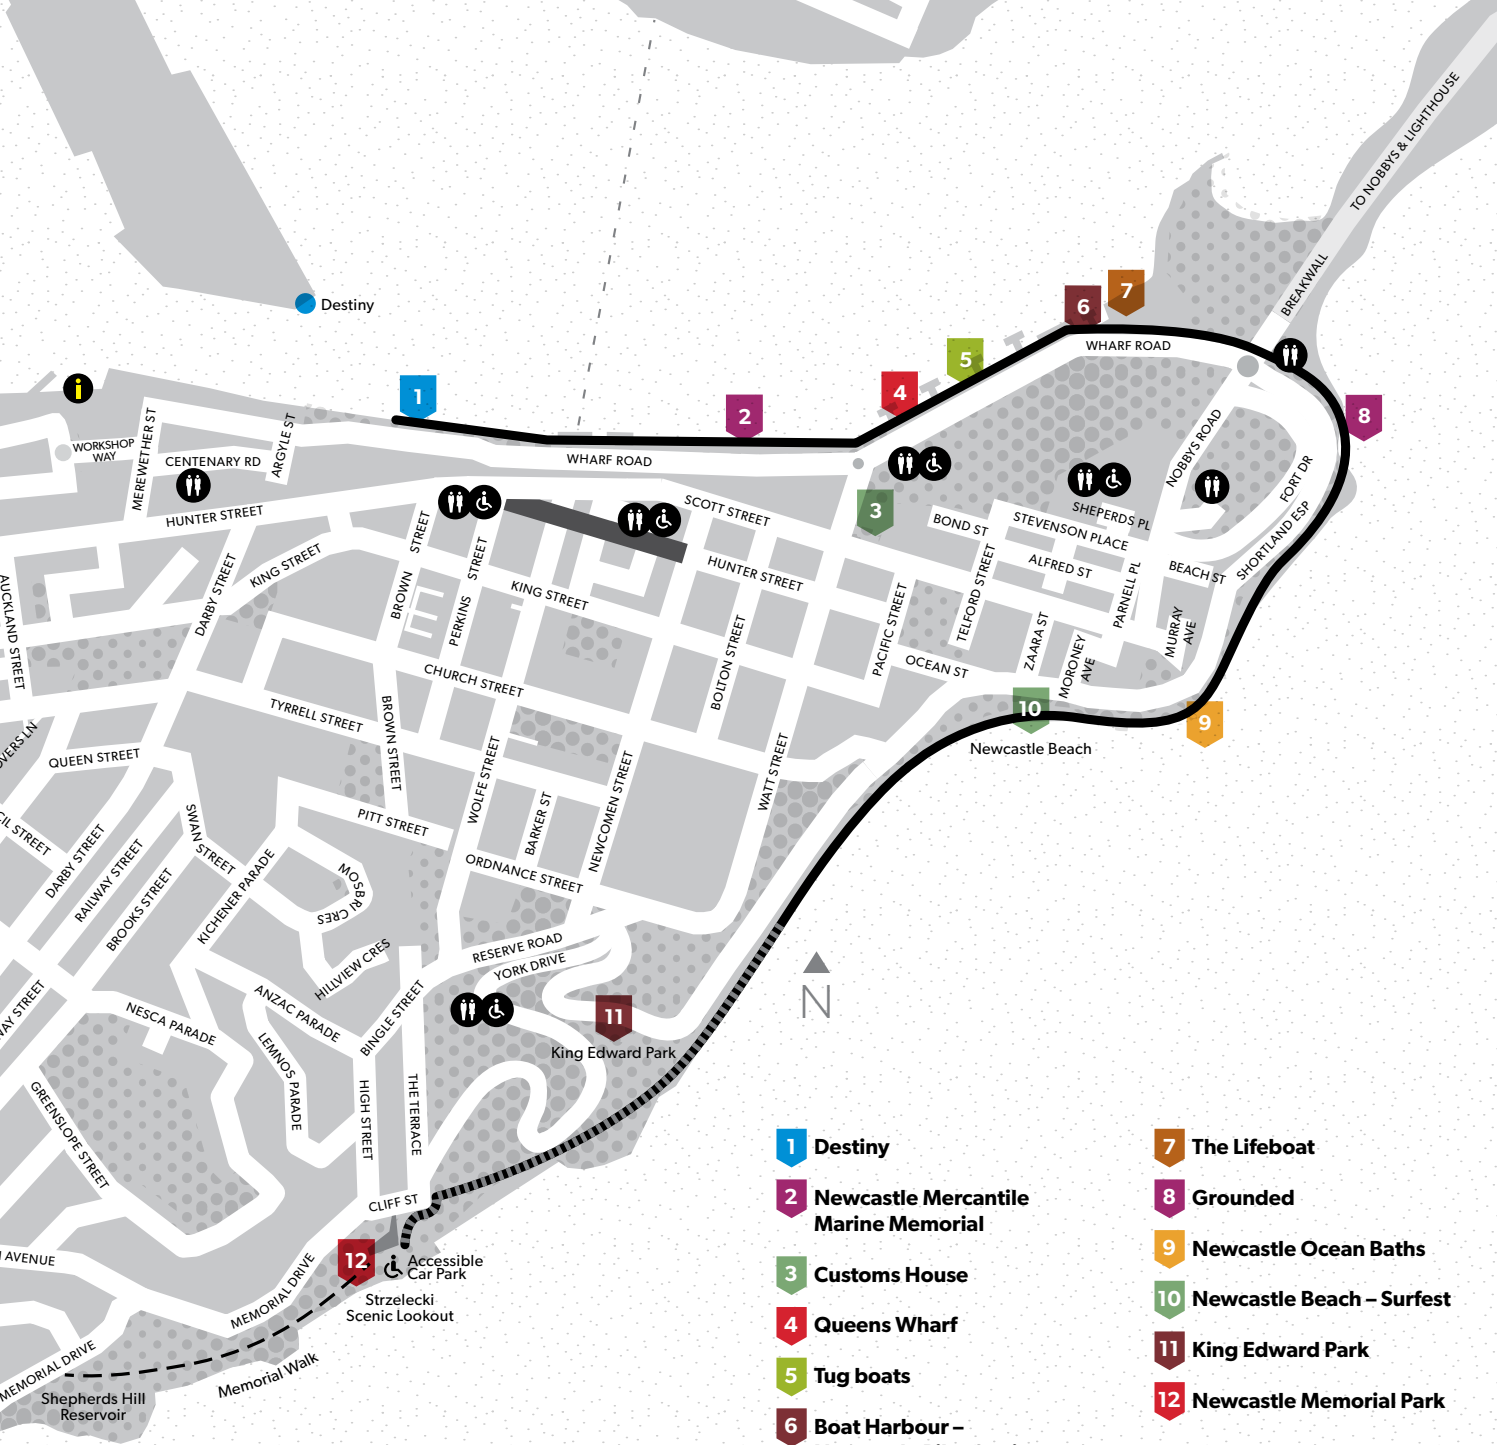 TO NOBBYS & LIGHTHOUSE
BREAKWALL
Destiny
i
1
2
3
4
5
6
7
8
WHARF ROAD
WHARF ROAD
WORKSHOP
WAY
MEREWETHER ST
CENTENARY RD
ARGYLE ST
HUNTER STREET
SCOTT STREET
BOND ST
STEVENSON PLACE
SHEPERDS PL
NOBBYS ROAD
FORT DR
SHORTLAND ESP
BEACH ST
ALFRED ST
HUNTER STREET
KING STREET
KING STREET
DARBY STREET
AUCKLAND STREET
BROWN STREET
PERKINS STREET
BOLTON STREET
PACIFIC STREET
TELFORD STREET
PARNELL PL
MURRAY
AVE
ZAARA ST
MORONEY
AVE
OCEAN ST
CHURCH STREET
TYRRELL STREET
BROWN STREET
10
Newcastle Beach
9
QUEEN STREET
WOLFE STREET
WATT STREET
NEWCOMEN STREET
BARKER ST
PITT STREET
ORDNANCE STREET
SWAN STREET
DARBY STREET
RAILWAY STREET
BROOKS STREET
KICHENER PARADE
MOSBRI CRES
HILLVIEW CRES
RESERVE ROAD
YORK DRIVE
NESCA PARADE
ANZAC PARADE
BINGLE STREET
LEMNOS PARADE
HIGH STREET
THE TERRACE
GREENSLOPE STREET
11
King Edward Park
N
CLIFF ST
12
Accessible
Car Park
Strzelecki
Scenic Lookout
AVENUE
MEMORIAL DRIVE
MEMORIAL DRIVE
Memorial Walk
Shepherds Hill
Reservoir
1 Destiny
2 Newcastle Mercantile
Marine Memorial
3 Customs House
4 Queens Wharf
5 Tug boats
6 Boat Harbour –
7 The Lifeboat
8 Grounded
9 Newcastle Ocean Baths
10 Newcastle Beach – Surfest
11 King Edward Park
12 Newcastle Memorial Park